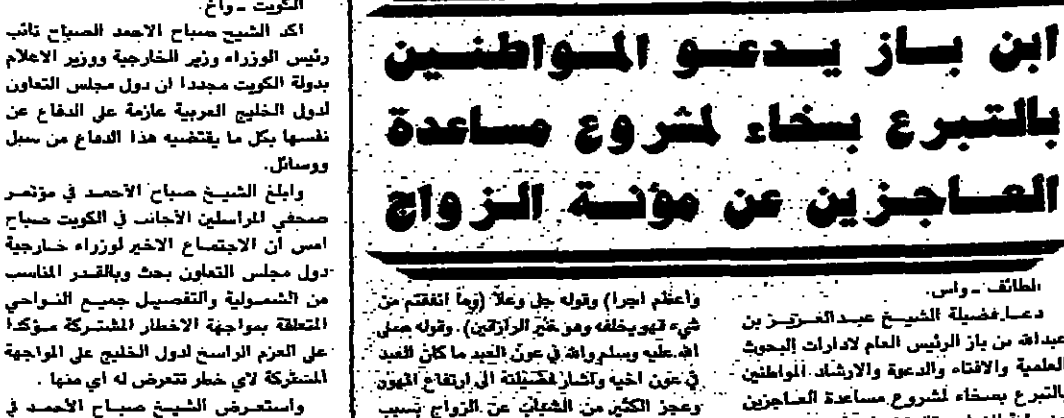 ابن باز يدعو المواطنين
بالتبرع بسخاء لمشروع مساعدة
العاجزين عن مؤنة الزواج
الطائف ـ واس.
دعا فضيلة الشيخ عبدالعزيز بن
عبدالله من باز الرئيس العام لادارات البحوث
العلمية والافتاء والدعوة والارشاد المواطنين
بالتبرع بسخاء لمشروع مساعدة العاجزين
واعظم اجرا) وقوله جل وعلا (وما انفقتم من
شيء فهو يخلفه وهو خير الرازقين). وقوله صلى
الله عليه وسلم والله في عون العبد ما كان العبد
في عون اخيه واشار فضيلته الى ارتفاع المهور
وعجز الكثير من الشباب عن الزواج بسبب
الكويت ـ واخ.
اكد الشيخ صباح الاحمد الصباح نائب
رئيس الوزراء وزير الخارجية ووزير الاعلام
بدولة الكويت مجددا ان دول مجلس التعاون
لدول الخليج العربية عازمة على الدفاع عن
نفسها بكل ما يقتضيه هذا الدفاع من سبل
ووسائل.
وابلغ الشيخ صباح الأحمد في مؤتمر
صحفي للمراسلين الأجانب في الكويت صباح
امس ان الاجتماع الاخير لوزراء خارجية
دول مجلس التعاون بحث وبالقدر المناسب
من الشمولية والتفصيل جميع النواحي
المتعلقة بمواجهة الاخطار المشتركة مؤكدا
على العزم الراسخ لدول الخليج على المواجهة
المشتركة لأي خطر تتعرض له اي منها .
واستعرض الشيخ صباح الأحمد في